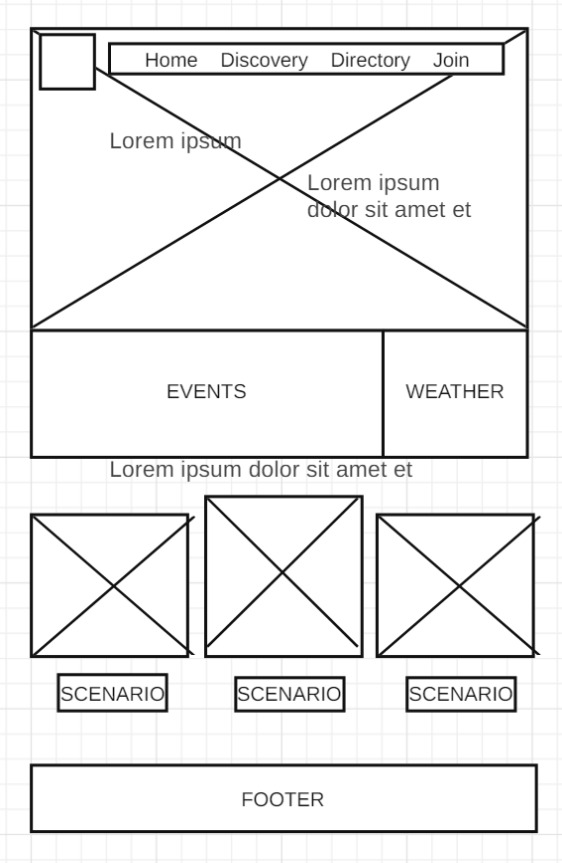 Home Discovery Directory Join
Lorem ipsum
Lorem ipsum
dolor sit amet et
EVENTS
WEATHER
Lorem ipsum dolor sit amet et
SCENARIO
SCENARIO
SCENARIO
FOOTER